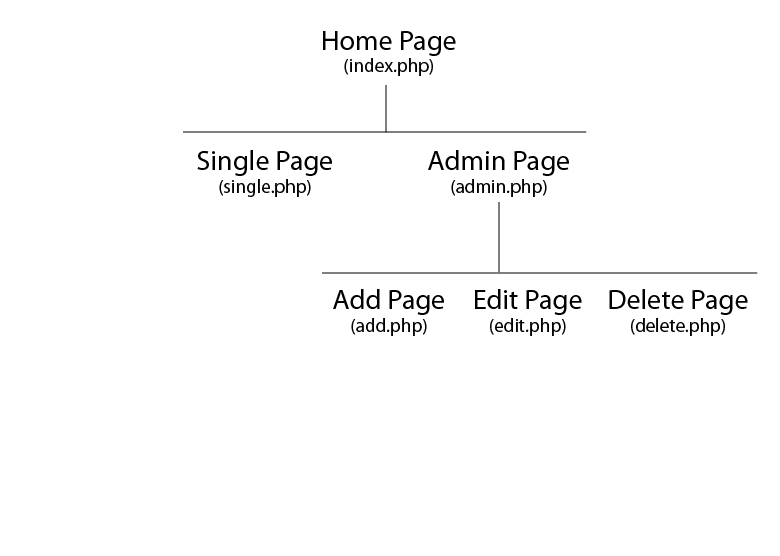 Home Page
(index.php)
Single Page
(single.php)
Admin Page
(admin.php)
Add Page
(add.php)
Edit Page
(edit.php)
Delete Page
(delete.php)